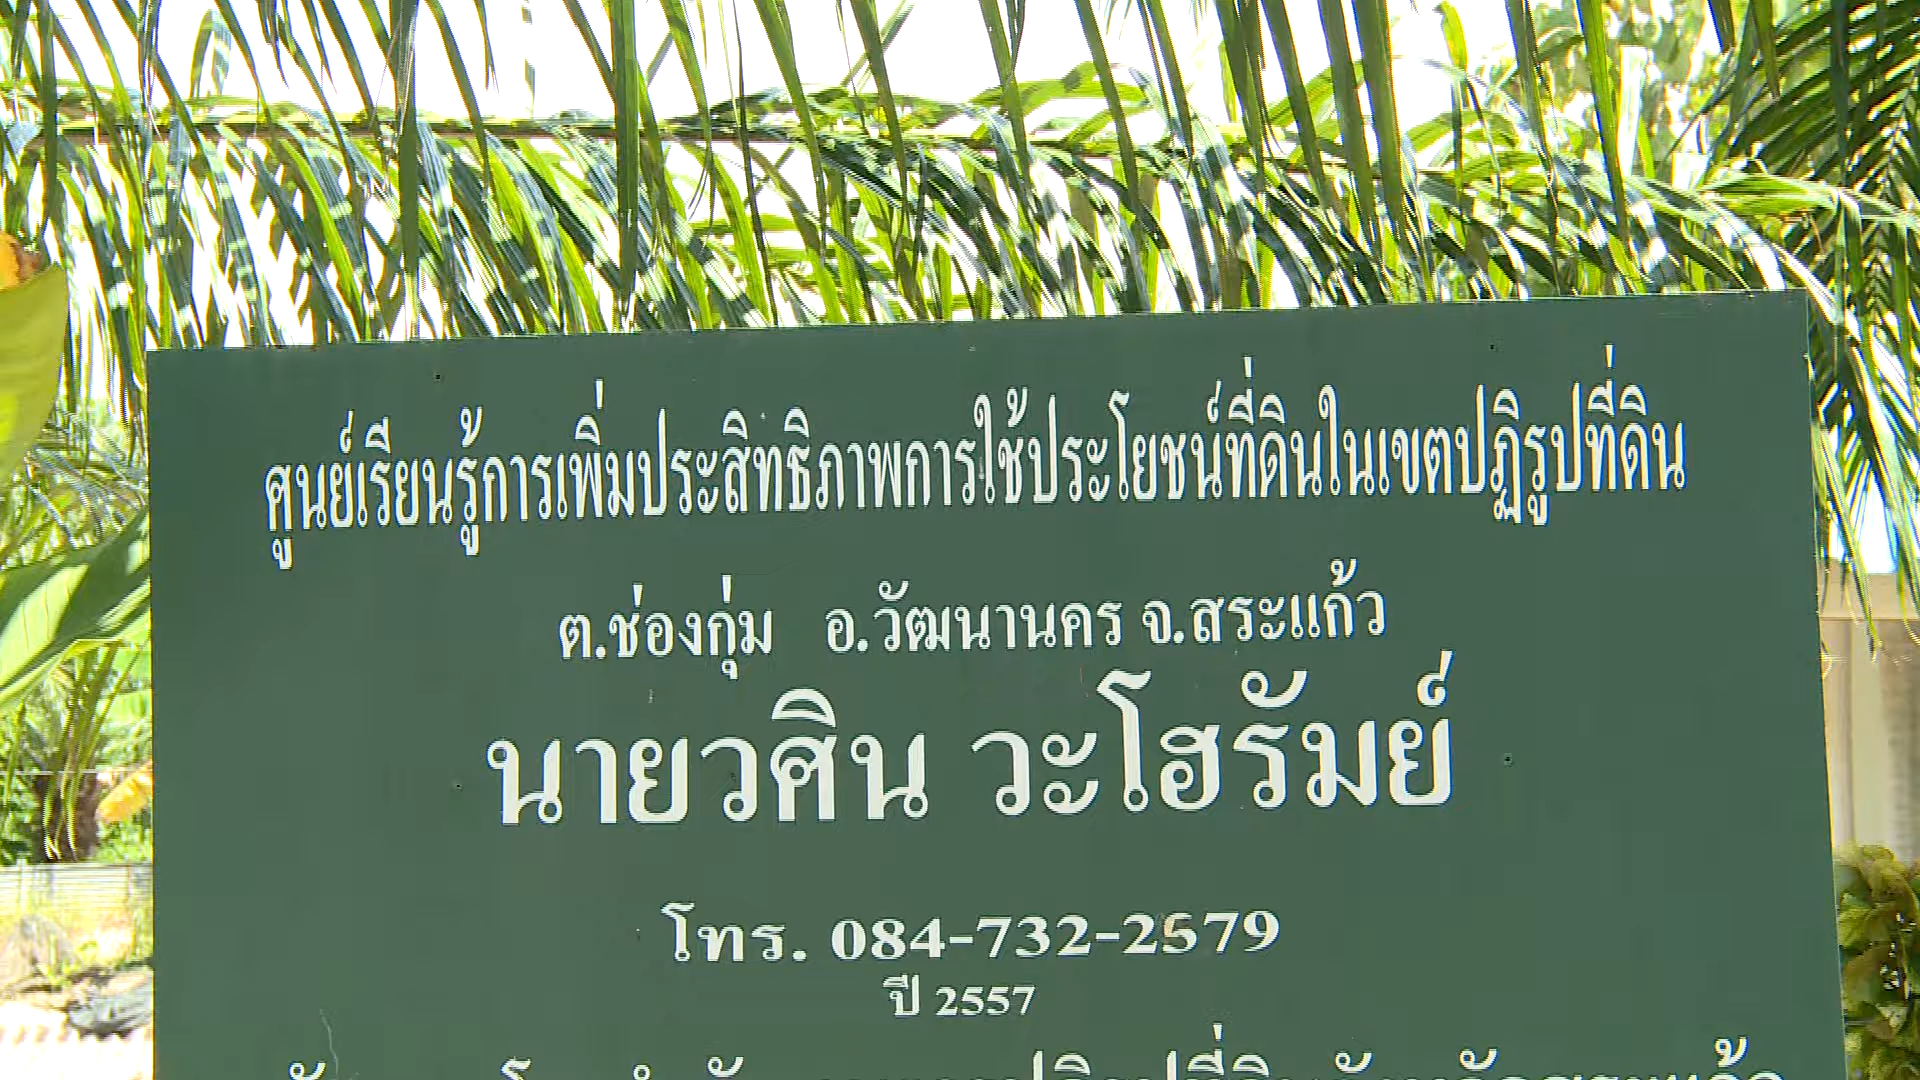 ศูนย์เรียนรู้การเพิ่มประสิทธิภาพการใช้ประโยชน์ที่ดินในเขตปฏิรูปที่ดิน
ต.ช่องกุ่ม อ.วัฒนานคร จ.สระแก้ว
นายวศิน วะโฮรัมย์
โทร. 084-732-2579
ปี 2557